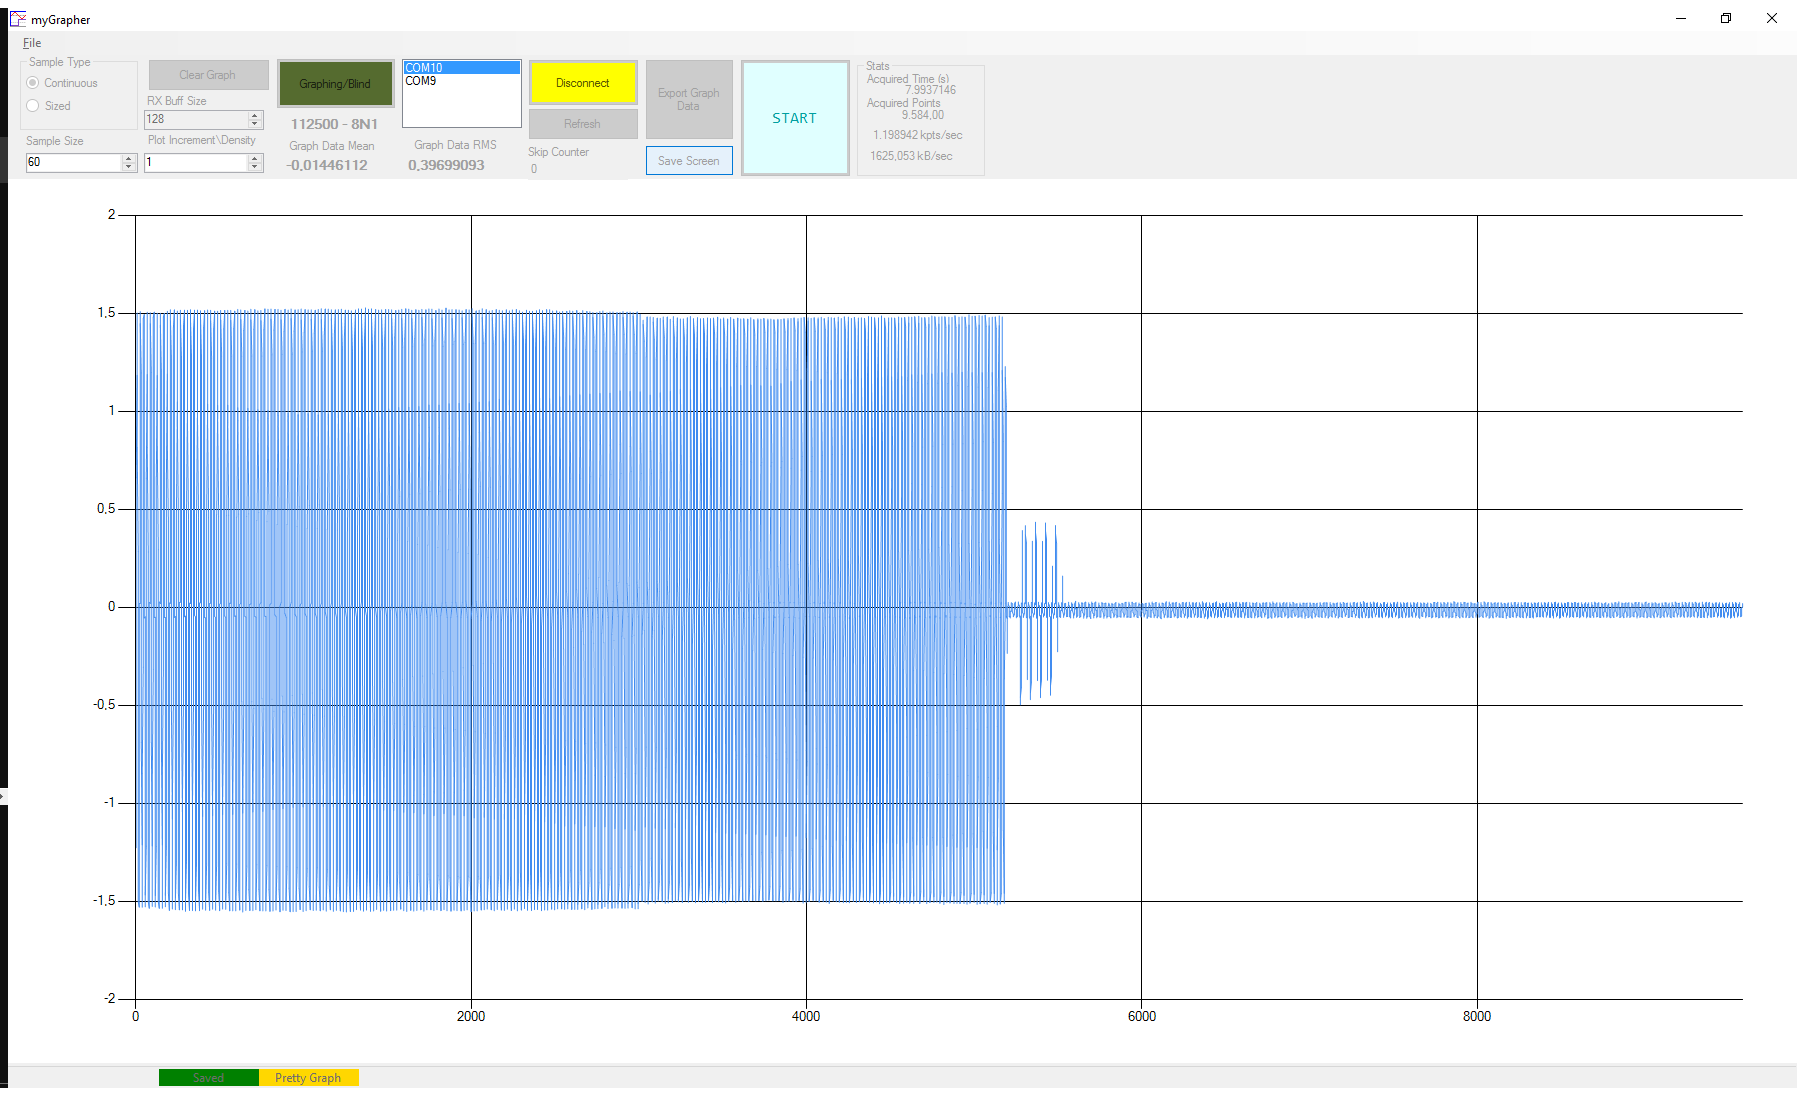 myGrapher
File
Sample Type
Continuous
Sized
Sample Size
60
Clear Graph
RX Buff Size
128
Plot Increment\Density
1
Graphing/Blind
112500 - 8N1
Graph Data Mean
-0,01446112
COM10
COM9
Graph Data RMS
0,39699093
Disconnect
Refresh
Skip Counter
0
Export Graph
Data
Save Screen
START
Stats
Acquired Time (s)
7.9937146
Acquired Points
9.584,00
1.198942 kpts/sec
1625,053 kB/sec
2
1,5
1
0,5
0
-0,5
-1
-1,5
-2
0
2000
4000
6000
8000
Saved
Pretty Graph